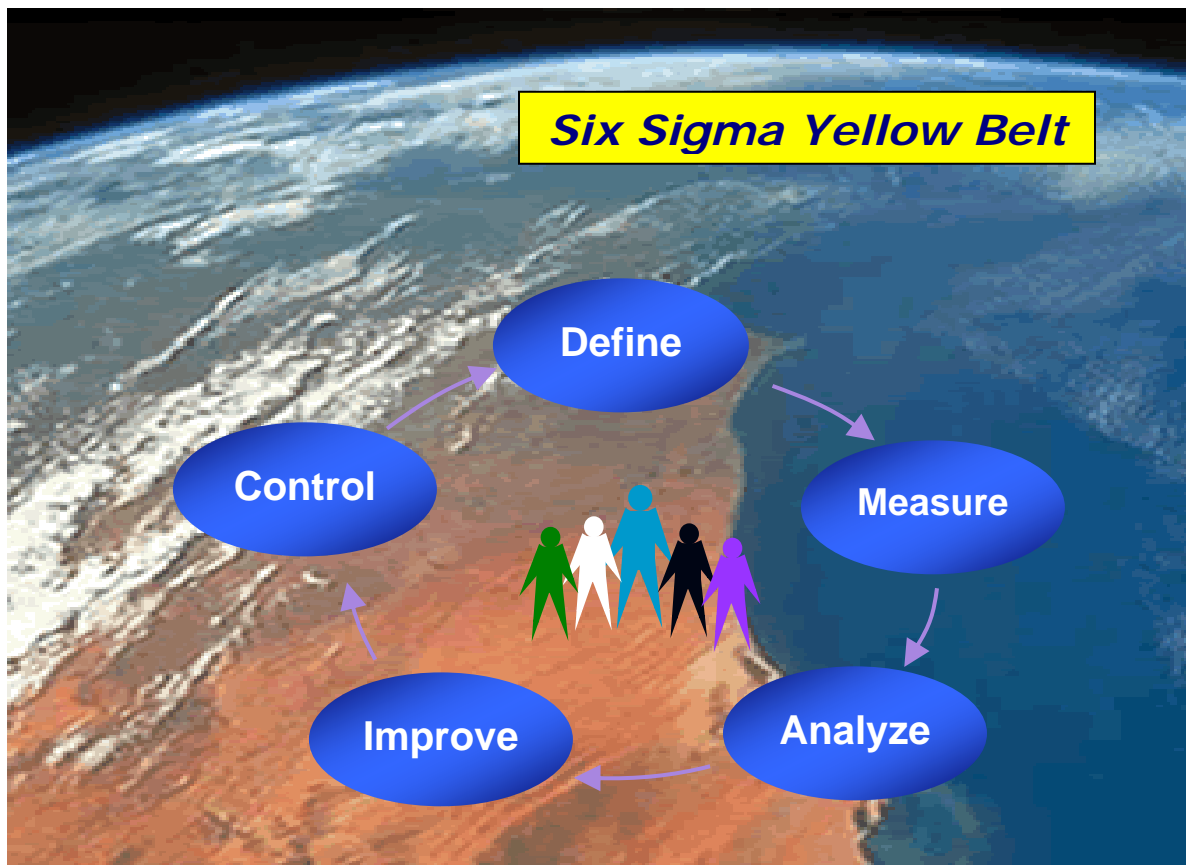 Six Sigma Yellow Belt
Define
Measure
Analyze
Improve
Control